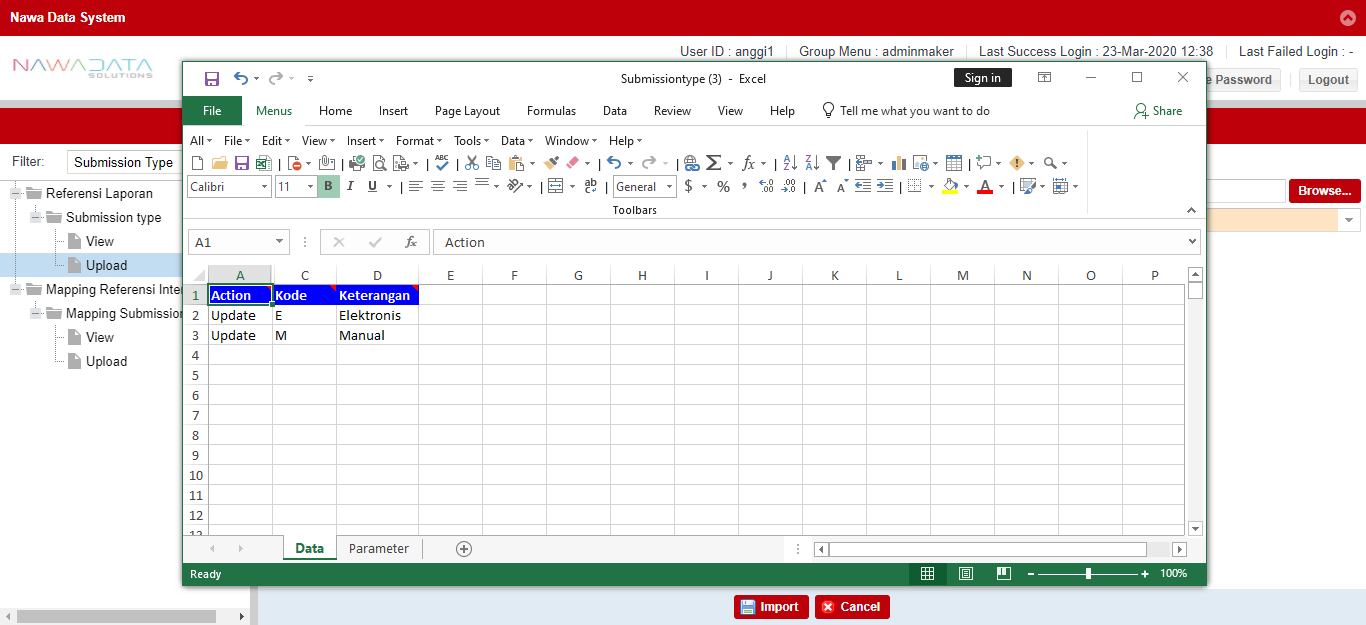 Nawa Data System
User ID : anggi1 Group Menu : adminmaker Last Success Login : 23-Mar-2020 12:38 Last Failed Login : -
NAWADATA
SOLUTIONS
Password Logout
Filter: Submission Type
Referensi Laporan
Submission type
View
Upload
Mapping Referensi Inte
Mapping Submission
View
Upload
Browse...
Submissiontype (3) - Excel
Sign in
File Menus Home Insert Page Layout Formulas Data Review View Help Tell me what you want to do Share
All File Edit View Insert Format Tools Data Window Help
Calibri 11 B I U ab General $ % ,
Toolbars
A1 fx Action
A C D E F G H I J K L M N O P
1 Action Kode Keterangan
2 Update E Elektronis
3 Update M Manual
4
5
6
7
8
9
10
11
12
13
Data Parameter
Ready 100%
Import Cancel